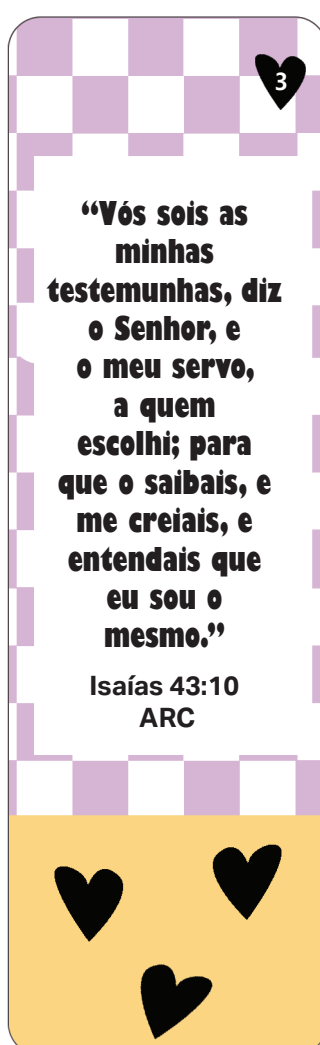 3
“Vós sois as
minhas
testemunhas, diz
o Senhor, e
o meu servo,
a quem
escolhi; para
que o saibais, e
me creiais, e
entendais que
eu sou o
mesmo.”
Isaías 43:10
ARC